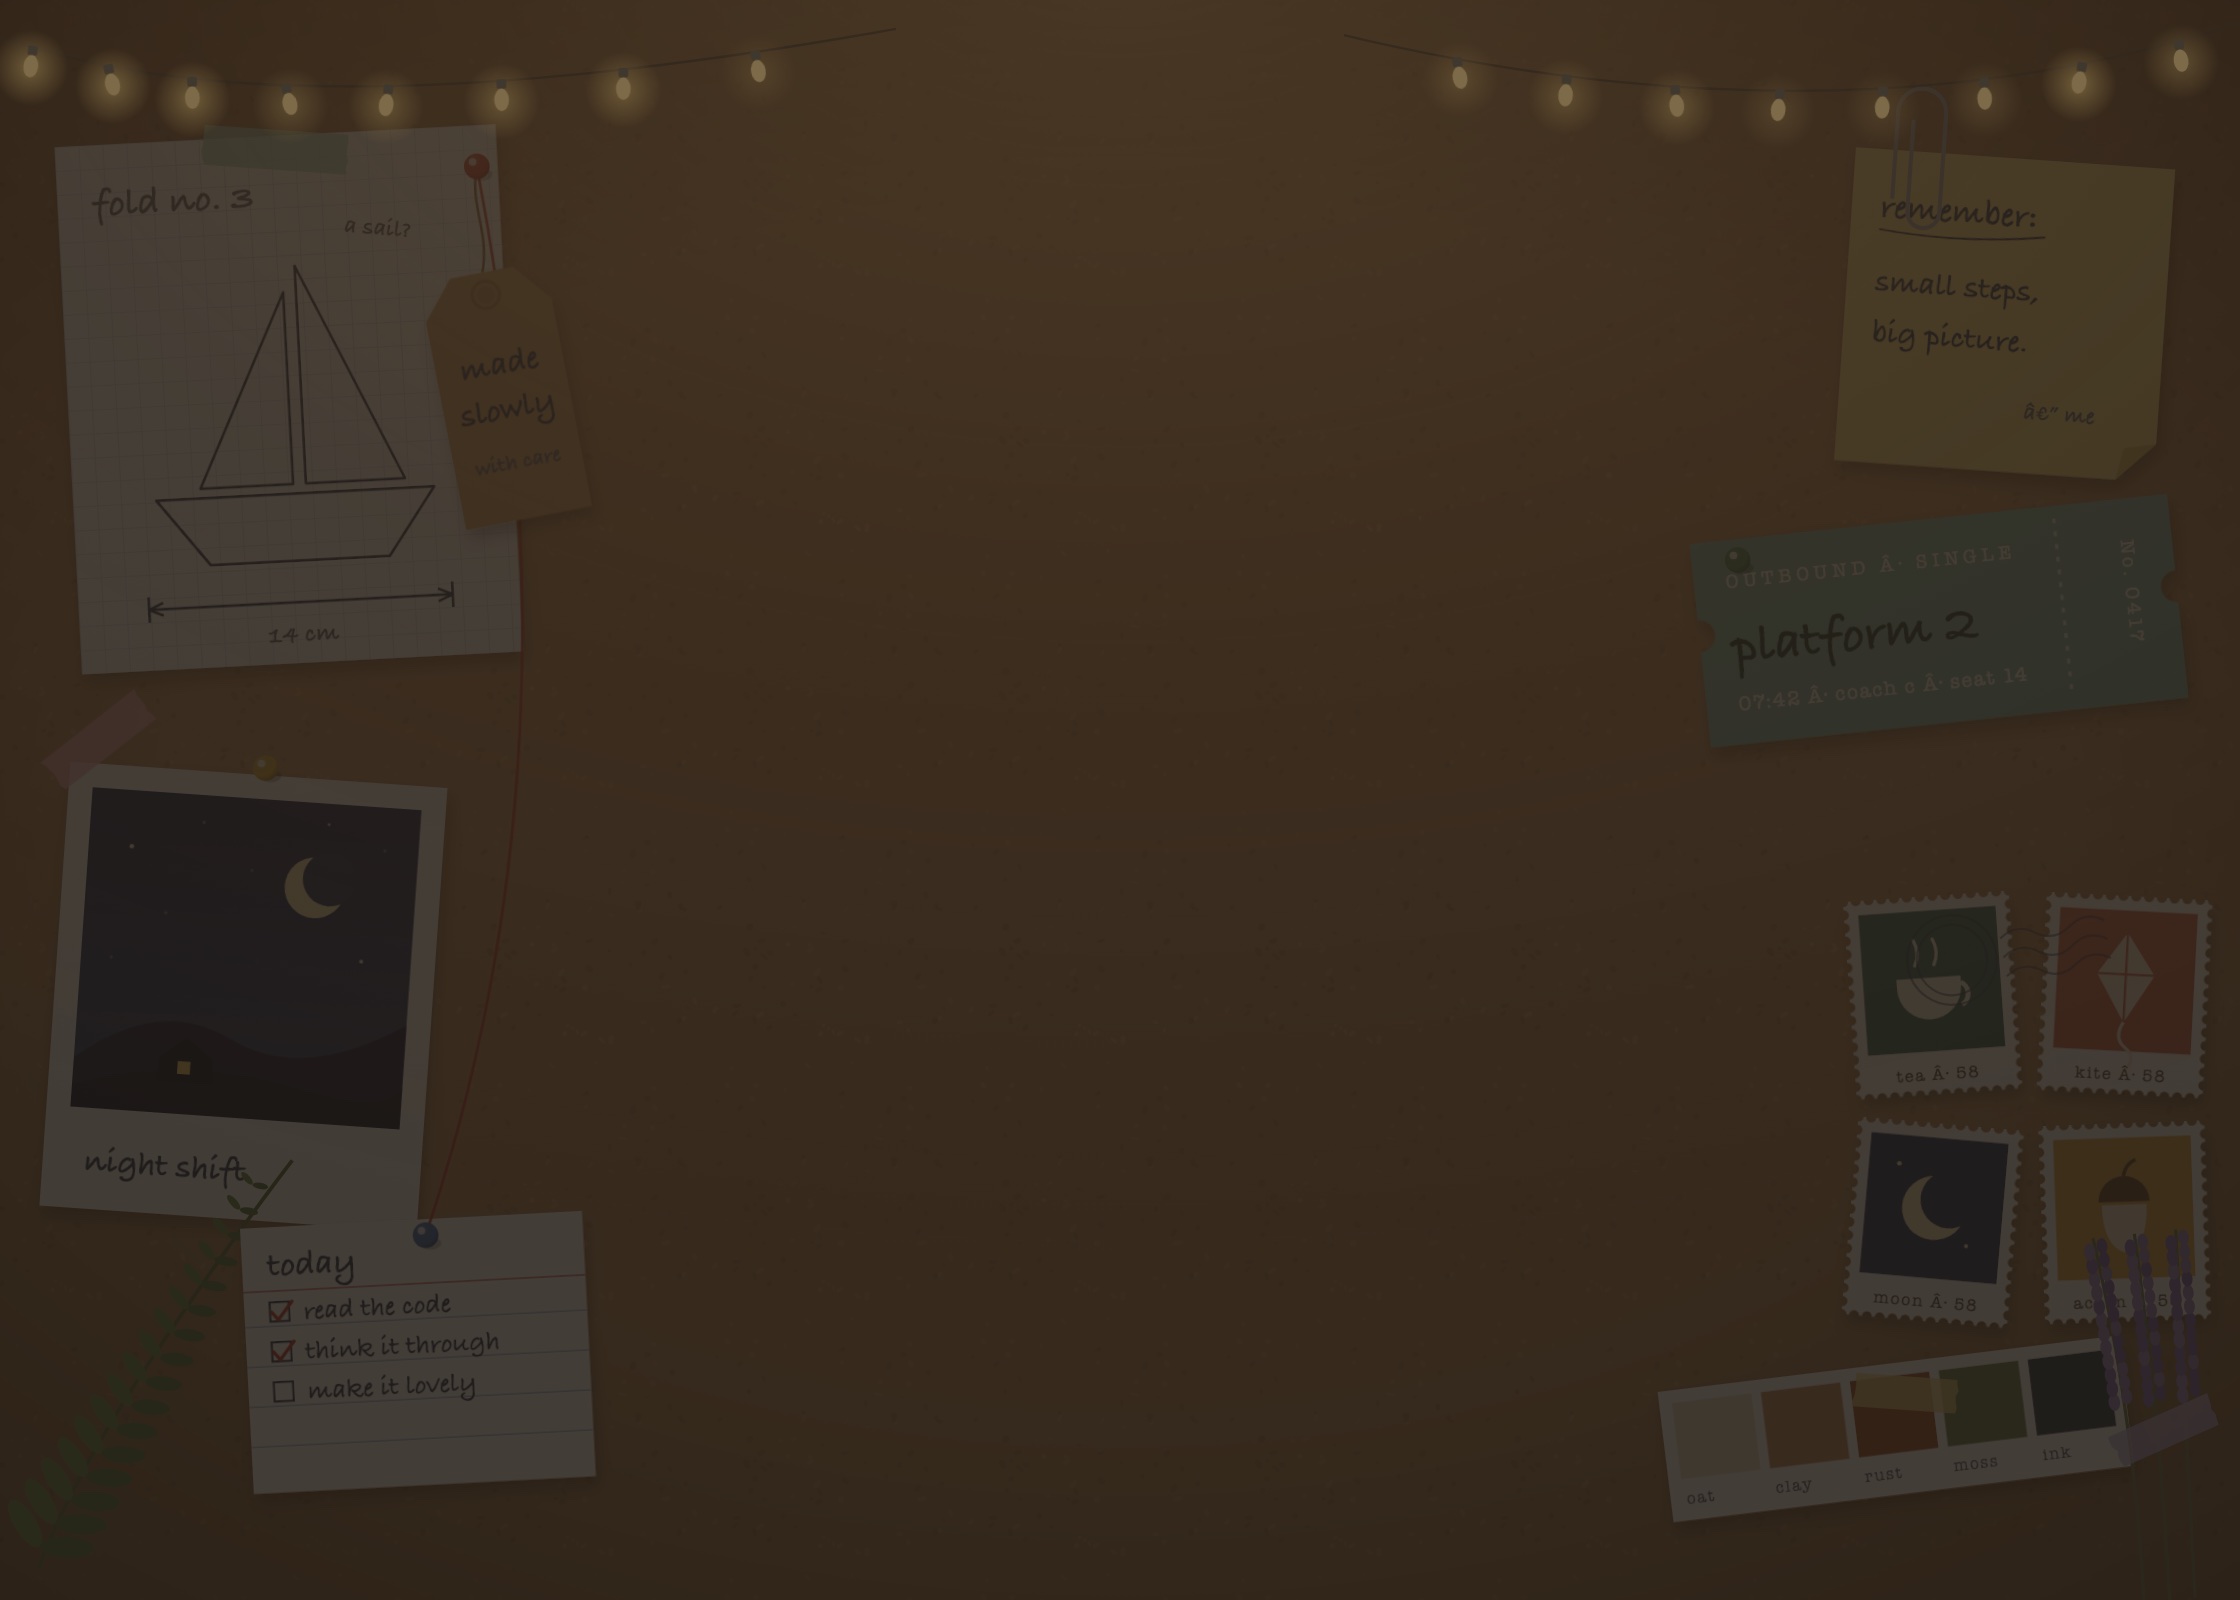 fold no. 3
a sail?
14 cm
made
slowly
with care
night shift
today
read the code
think it through
make it lovely
remember:
small steps,
big picture.
â€” me
OUTBOUND Â· SINGLE
platform 2
07:42 Â· coach c Â· seat 14
No. 0417
tea Â· 58
kite Â· 58
moon Â· 58
oat
clay
rust
moss
ink